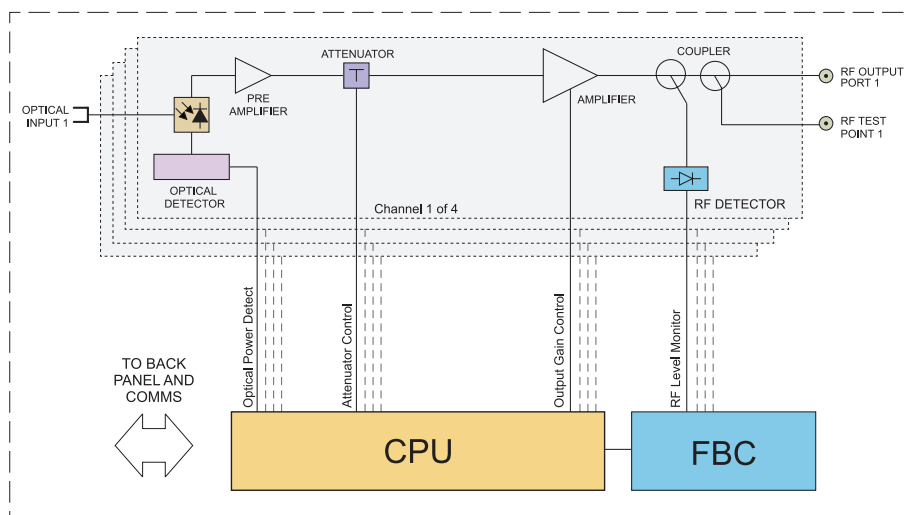 ATTENUATOR
COUPLER
RF OUTPUT
PORT 1
OPTICAL
INPUT 1
PRE
AMPLIFIER
AMPLIFIER
RF TEST
POINT 1
OPTICAL
DETECTOR
RF DETECTOR
Channel 1 of 4
Optical Power Detect
Attenuator Control
Output Gain Control
RF Level Monitor
TO BACK
PANEL AND
COMMS
CPU
FBC